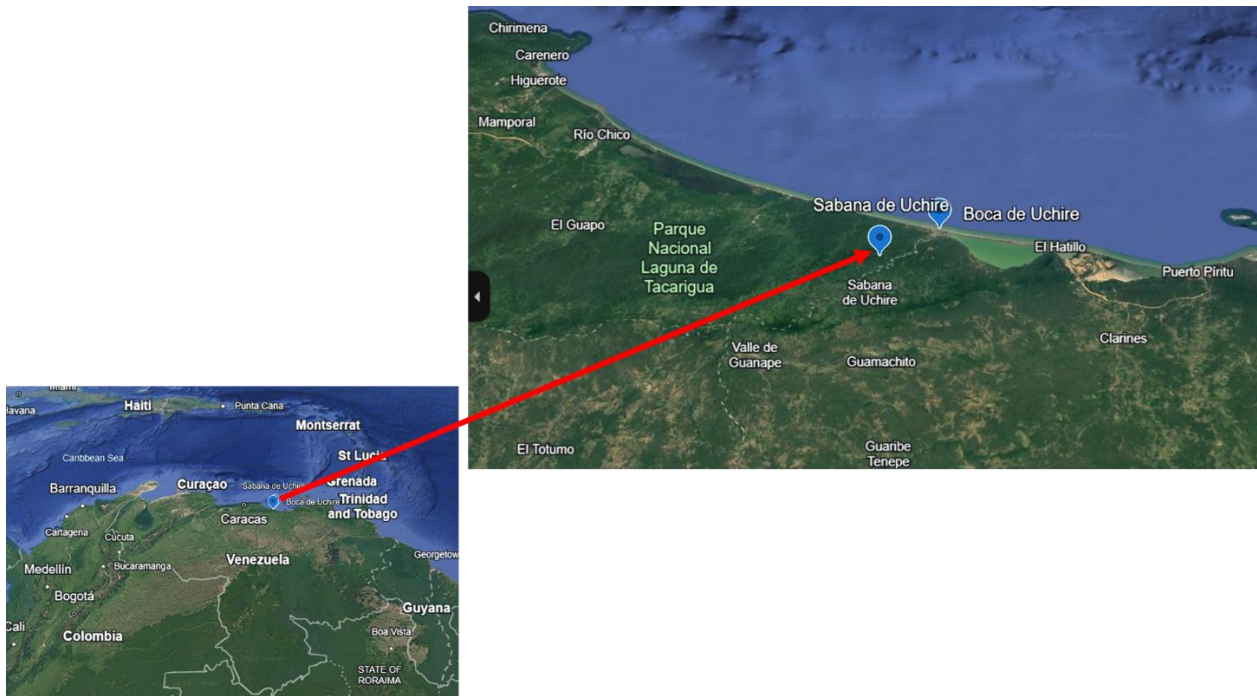 Chirimena
Carenero
Higuerote
Mamporal
Río Chico
Sabana de Uchire
Boca de Uchire
El Guapo
Parque
Nacional
Laguna de
Tacarigua
El Hatillo
Puerto Píritu
Sabana
de Uchire
Clarines
Valle de
Guanape
Guamachito
El Totumo
Guaribe
Tenepe
Miami
Havana
Haiti
Punta Cana
Montserrat
Caribbean Sea
St Lucia
Barranquilla
Curaçao
Sabana de Uchire
Grenada
Boca de Uchire
Trinidad
and Tobago
Caracas
Cartagena
Cúcuta
Medellín
Bucaramanga
Venezuela
Georgetow
Bogotá
Guyana
Cali
Colombia
Boa Vista
STATE OF
RORAIMA